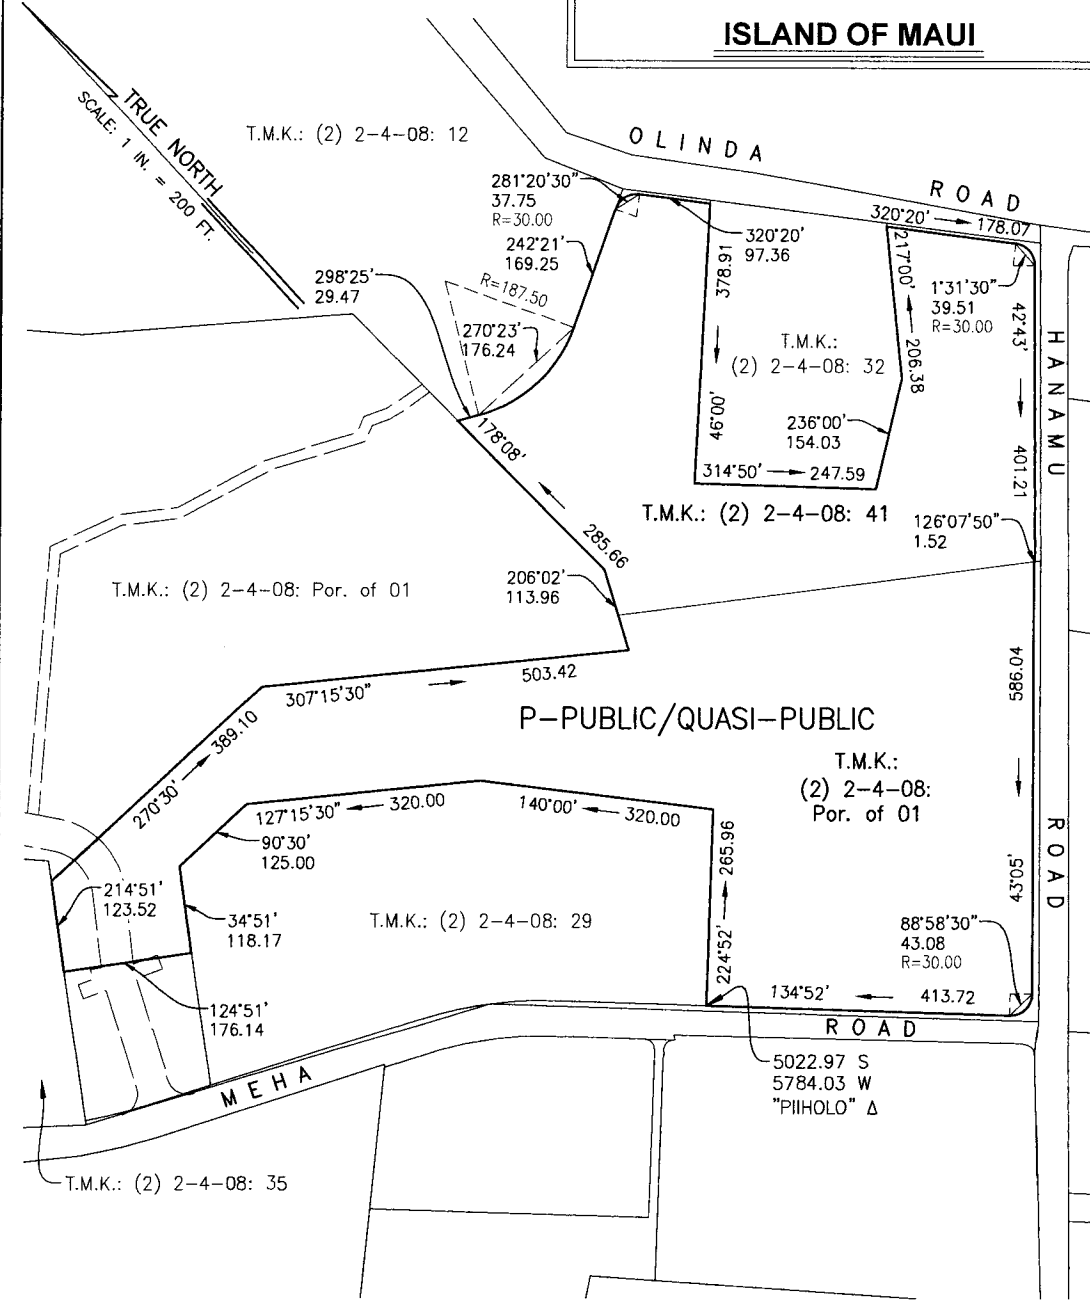 ISLAND OF MAUI
TRUE NORTH
SCALE: 1 IN. = 200 FT.
T.M.K.: (2) 2-4-08: 12
OLINDA
ROAD
281°20'30"
37.75
R=30.00
242°21'
169.25
320°20'
97.36
320°20'
178.07
298°25'
29.47
R=187.50
270°23'
176.24
378.91
46°00'
217°00'
206.38
1°31'30"
39.51
R=30.00
42°43'
401.21
HANAMU
T.M.K.:
(2) 2-4-08: 32
236°00'
154.03
314°50'
247.59
178°08'
285.66
T.M.K.: (2) 2-4-08: 41
126°07'50"
1.52
T.M.K.: (2) 2-4-08: Por. of 01
206°02'
113.96
586.04
43°05'
307°15'30"
503.42
P-PUBLIC/QUASI-PUBLIC
T.M.K.:
(2) 2-4-08:
Por. of 01
270°30'
389.10
127°15'30"
320.00
140°00'
320.00
90°30'
125.00
265.96
224°52'
ROAD
214°51'
123.52
34°51'
118.17
T.M.K.: (2) 2-4-08: 29
88°58'30"
43.08
R=30.00
134°52'
413.72
124°51'
176.14
MEHA
ROAD
5022.97 S
5784.03 W
"PIIHOLO" Δ
T.M.K.: (2) 2-4-08: 35